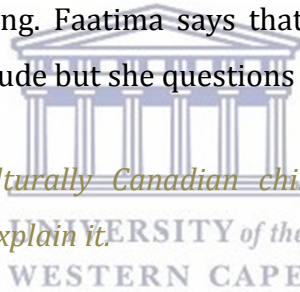 ng. Faatima says that
ude but she questions
lturally Canadian chi
xplain it.
UNIVERSITY of the
WESTERN CAPE